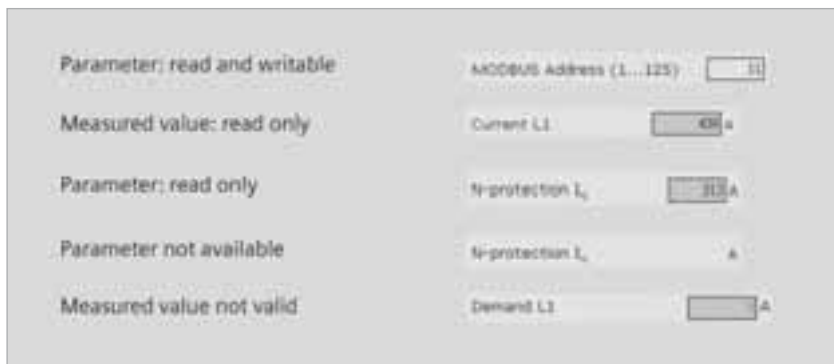 Parameter: read and writable MODBUS Address (1...125)
Measured value: read only Current L1
Parameter: read only N-protection I A
Parameter not available N-protection I A
Measured value not valid Demand L1 A